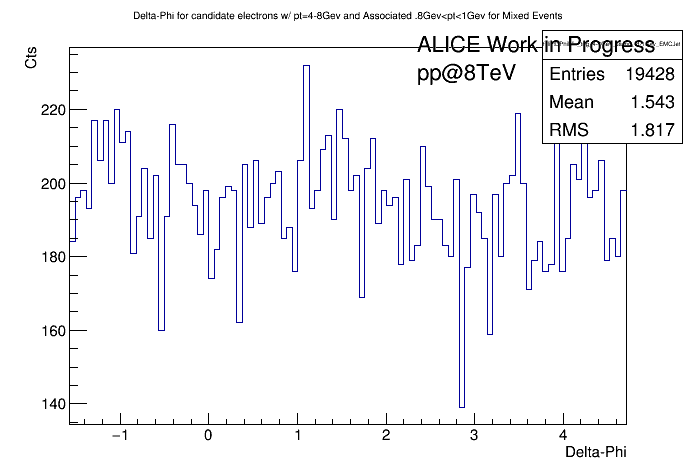 Delta-Phi for candidate electrons w/ pt=4-8Gev and Associated .8Gev<pt<1Gev for Mixed Events
Cts
ALICE Work in Progress
pp@8TeV
Entries 19428
Mean 1.543
RMS 1.817
220
200
180
160
140
−1 0 1 2 3 4
Delta-Phi